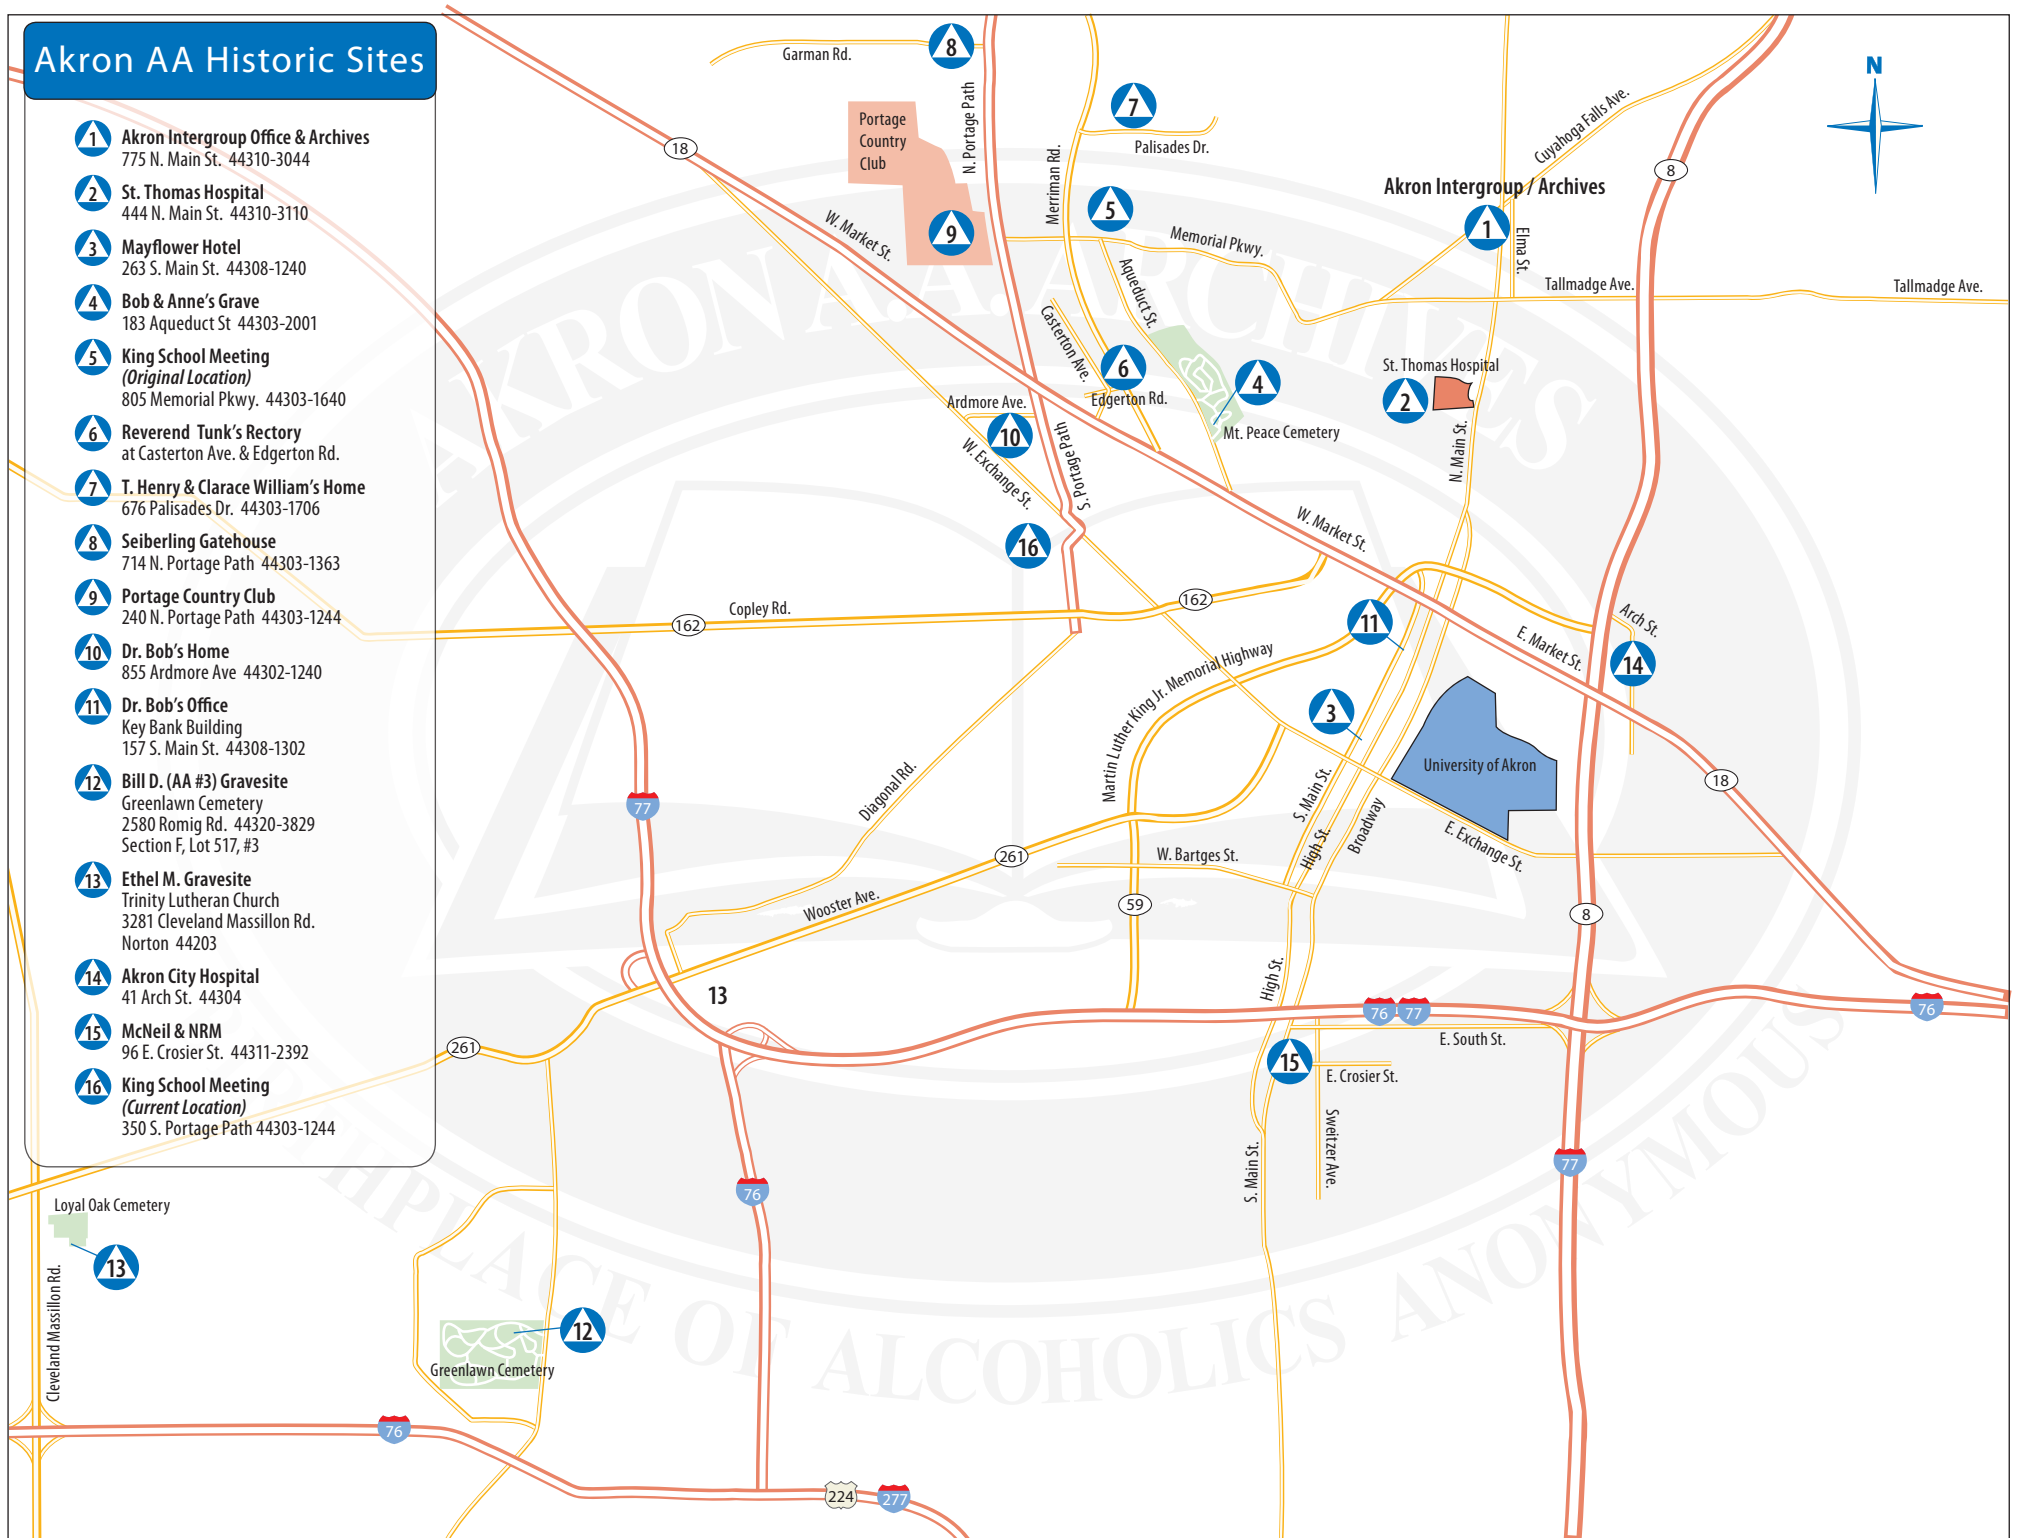 Akron AA Historic Sites
1 Akron Intergroup Office & Archives
775 N. Main St. 44310-3044
2 St. Thomas Hospital
444 N. Main St. 44310-3110
3 Mayflower Hotel
263 S. Main St. 44308-1240
4 Bob & Anne's Grave
183 Aqueduct St 44303-2001
5 King School Meeting
(Original Location)
805 Memorial Pkwy. 44303-1640
6 Reverend Tunk's Rectory
at Casterton Ave. & Edgerton Rd.
7 T. Henry & Clarace William's Home
676 Palisades Dr. 44303-1706
8 Seiberling Gatehouse
714 N. Portage Path 44303-1363
9 Portage Country Club
240 N. Portage Path 44303-1244
10 Dr. Bob's Home
855 Ardmore Ave 44302-1240
11 Dr. Bob's Office
Key Bank Building
157 S. Main St. 44308-1302
12 Bill D. (AA #3) Gravesite
Greenlawn Cemetery
2580 Romig Rd. 44320-3829
Section F, Lot 517, #3
13 Ethel M. Gravesite
Trinity Lutheran Church
3281 Cleveland Massillon Rd.
Norton 44203
14 Akron City Hospital
41 Arch St. 44304
15 McNeil & NRM
96 E. Crosier St. 44311-2392
16 King School Meeting
(Current Location)
350 S. Portage Path 44303-1244
Garman Rd.
8
N
7
Portage
Country
Club
N. Portage Path
Palisades Dr.
Merriman Rd.
Cuyahoga Falls Ave.
18
8
Akron Intergroup / Archives
5
1
9
W. Market St.
Memorial Pkwy.
Elma St.
Aqueduct St.
Tallmadge Ave.
Tallmadge Ave.
AKRON A.A. ARCHIVES
Casterton Ave.
6
4
St. Thomas Hospital
2
Edgerton Rd.
Ardmore Ave.
10
Mt. Peace Cemetery
W. Exchange St.
S. Portage Path
N. Main St.
16
W. Market St.
162
Copley Rd.
162
11
Arch St.
E. Market St.
14
Martin Luther King Jr. Memorial Highway
3
University of Akron
18
77
Diagonal Rd.
S. Main St.
High St.
Broadway
E. Exchange St.
261
W. Bartges St.
Wooster Ave.
59
8
13
High St.
76
77
76
E. South St.
261
15
E. Crosier St.
Sweitzer Ave.
S. Main St.
77
76
Loyal Oak Cemetery
13
Cleveland Massillon Rd.
12
Greenlawn Cemetery
BIRTHPLACE OF ALCOHOLICS ANONYMOUS
76
224
277